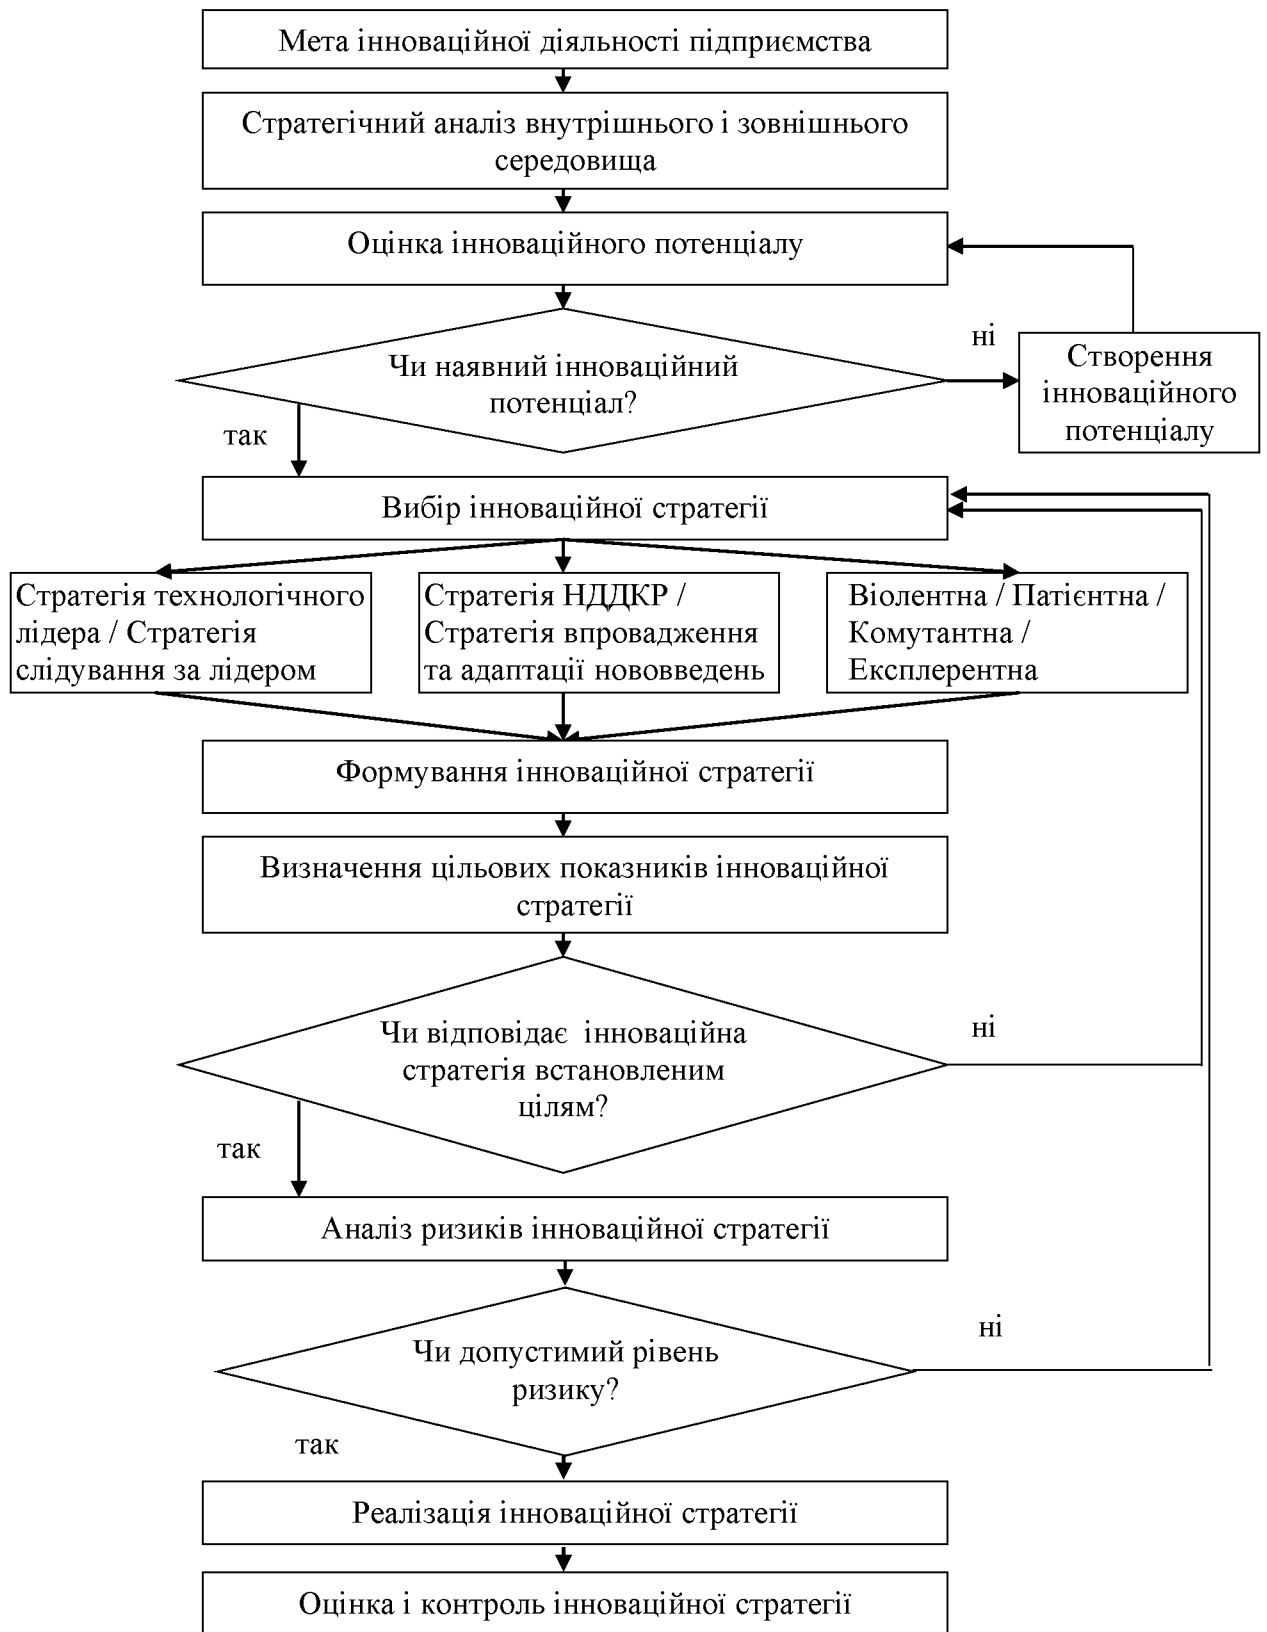 Мета інноваційної діяльності підприємства
Стратегічний аналіз внутрішнього і зовнішнього
середовища
Оцінка інноваційного потенціалу
Чи наявний інноваційний
потенціал?
ні
Створення
інноваційного
потенціалу
так
Вибір інноваційної стратегії
Стратегія технологічного
лідера / Стратегія
слідування за лідером
Стратегія НДДКР /
Стратегія впровадження
та адаптації нововведень
Віолентна / Патієнтна /
Комутантна /
Експлерентна
Формування інноваційної стратегії
Визначення цільових показників інноваційної
стратегії
Чи відповідає  інноваційна
стратегія встановленим
цілям?
ні
так
Аналіз ризиків інноваційної стратегії
Чи допустимий рівень
ризику?
ні
так
Реалізація інноваційної стратегії
Оцінка і контроль інноваційної стратегії